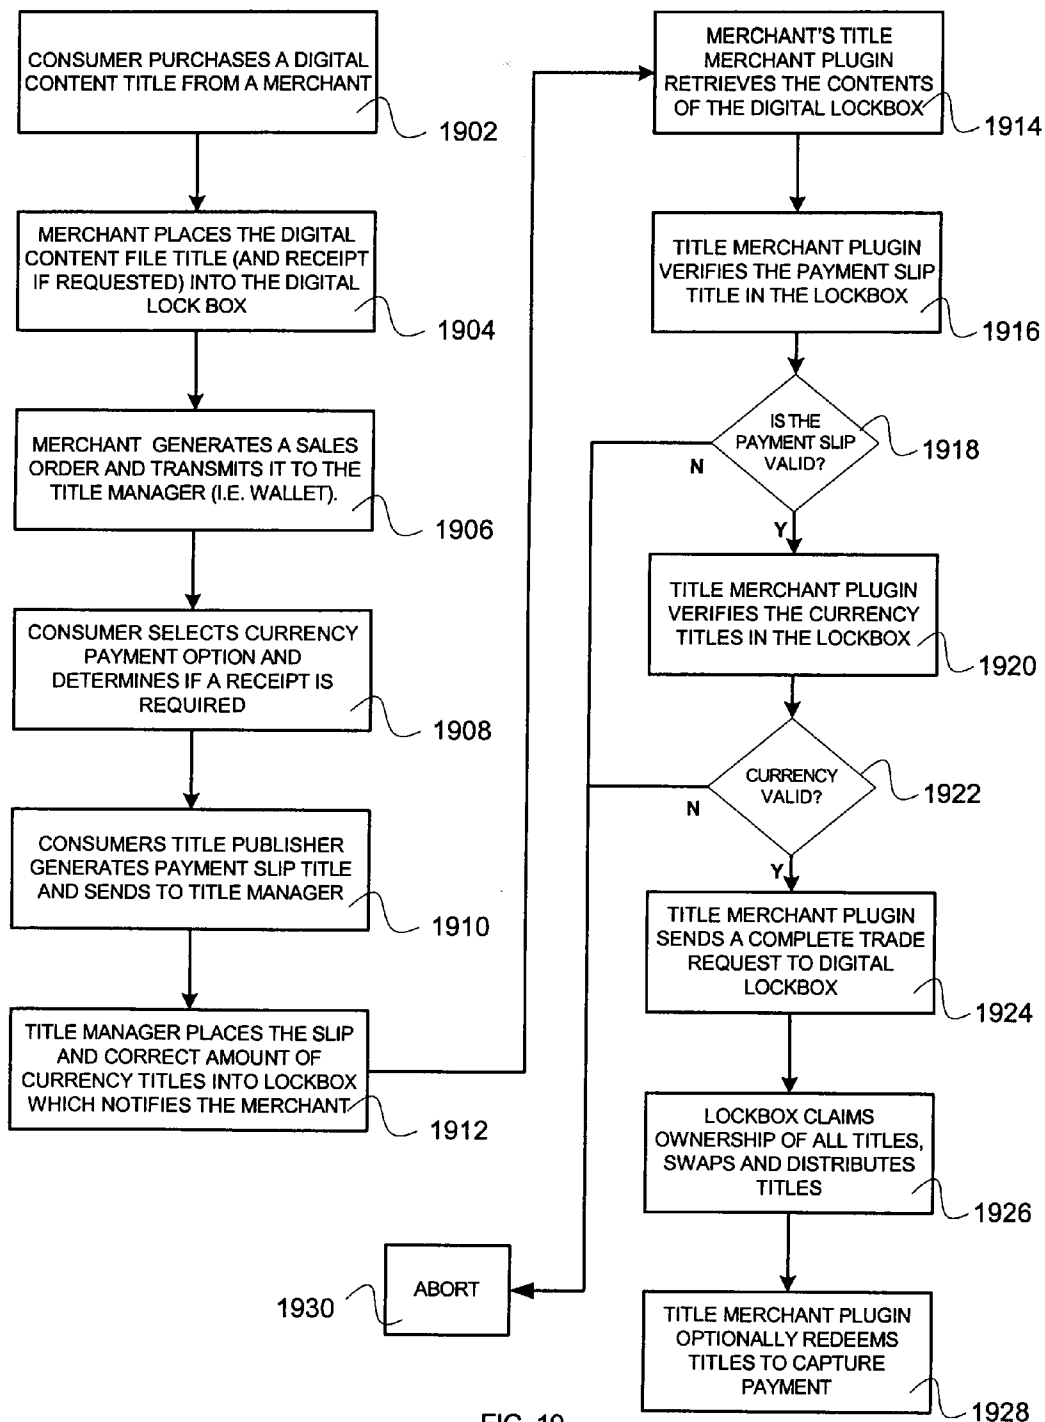 CONSUMER PURCHASES A DIGITAL
CONTENT TITLE FROM A MERCHANT
1902
MERCHANT PLACES THE DIGITAL
CONTENT FILE TITLE (AND RECEIPT
IF REQUESTED) INTO THE DIGITAL
LOCK BOX
1904
MERCHANT GENERATES A SALES
ORDER AND TRANSMITS IT TO THE
TITLE MANAGER (I.E. WALLET).
1906
CONSUMER SELECTS CURRENCY
PAYMENT OPTION AND
DETERMINES IF A RECEIPT IS
REQUIRED
1908
CONSUMERS TITLE PUBLISHER
GENERATES PAYMENT SLIP TITLE
AND SENDS TO TITLE MANAGER
1910
TITLE MANAGER PLACES THE SLIP
AND CORRECT AMOUNT OF
CURRENCY TITLES INTO LOCKBOX
WHICH NOTIFIES THE MERCHANT
1912
MERCHANT'S TITLE
MERCHANT PLUGIN
RETRIEVES THE CONTENTS
OF THE DIGITAL LOCKBOX
1914
TITLE MERCHANT PLUGIN
VERIFIES THE PAYMENT SLIP
TITLE IN THE LOCKBOX
1916
IS THE
PAYMENT SLIP
VALID?
1918
N
Y
TITLE MERCHANT PLUGIN
VERIFIES THE CURRENCY
TITLES IN THE LOCKBOX
1920
CURRENCY
VALID?
1922
N
Y
TITLE MERCHANT PLUGIN
SENDS A COMPLETE TRADE
REQUEST TO DIGITAL
LOCKBOX
1924
LOCKBOX CLAIMS
OWNERSHIP OF ALL TITLES,
SWAPS AND DISTRIBUTES
TITLES
1926
ABORT
1930
TITLE MERCHANT PLUGIN
OPTIONALLY REDEEMS
TITLES TO CAPTURE
PAYMENT
1928
FIG. 19